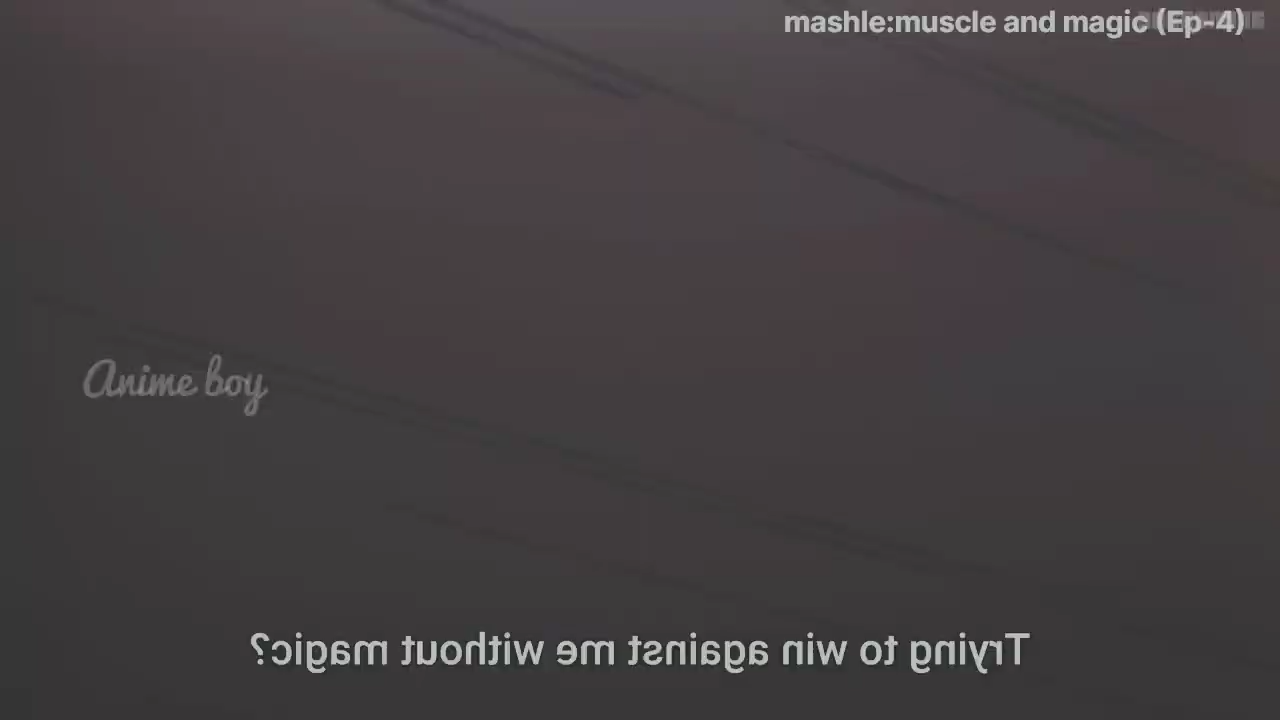 mashle:muscle and magic (Ep-4)
Anime boy
Trying to win against me without magic?